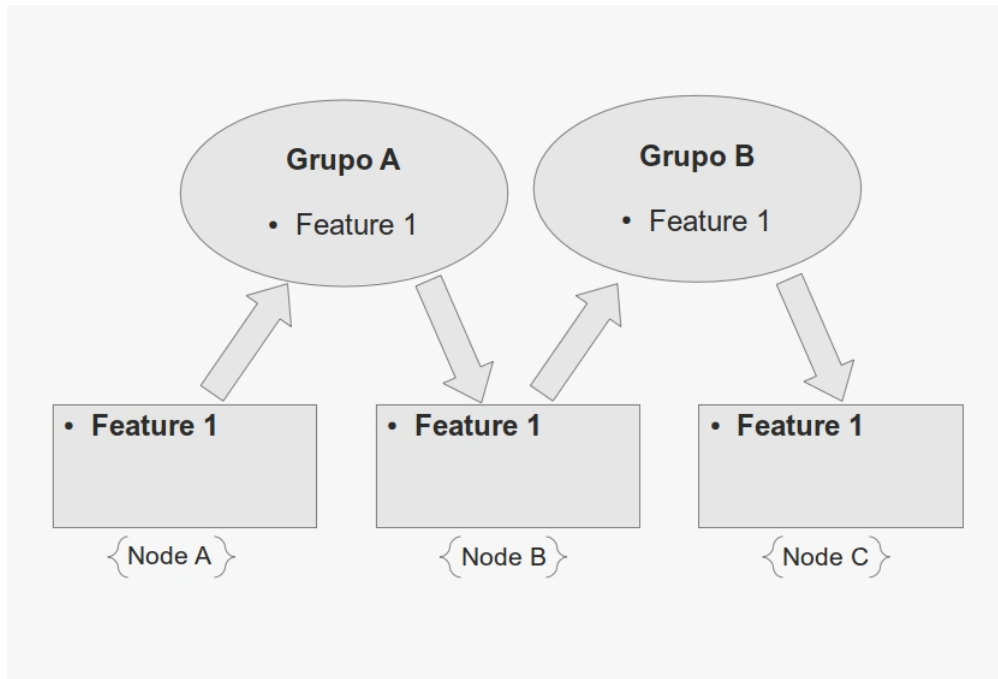 Grupo A
• Feature 1
Grupo B
• Feature 1
• Feature 1
• Feature 1
• Feature 1
{Node A}
{Node B}
{Node C}